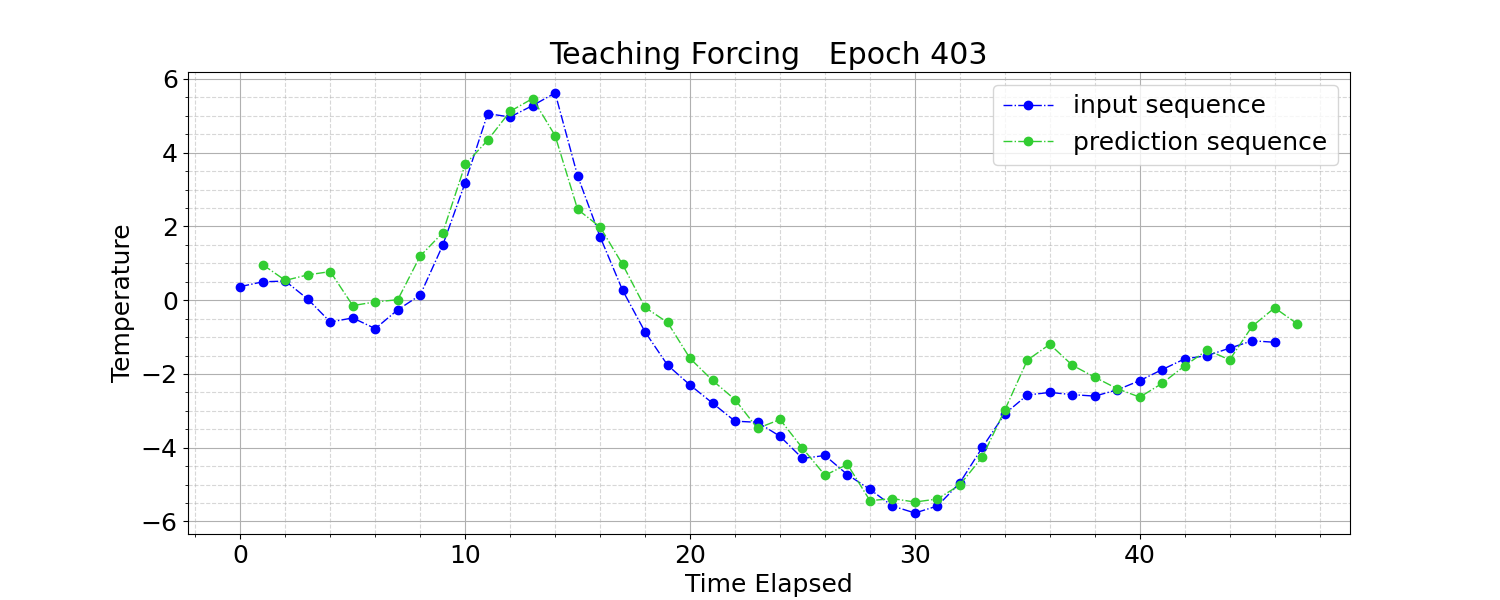 Teaching Forcing   Epoch 403
6
4
2
0
−2
−4
−6
Temperature
input sequence
prediction sequence
0 10 20 30 40
Time Elapsed